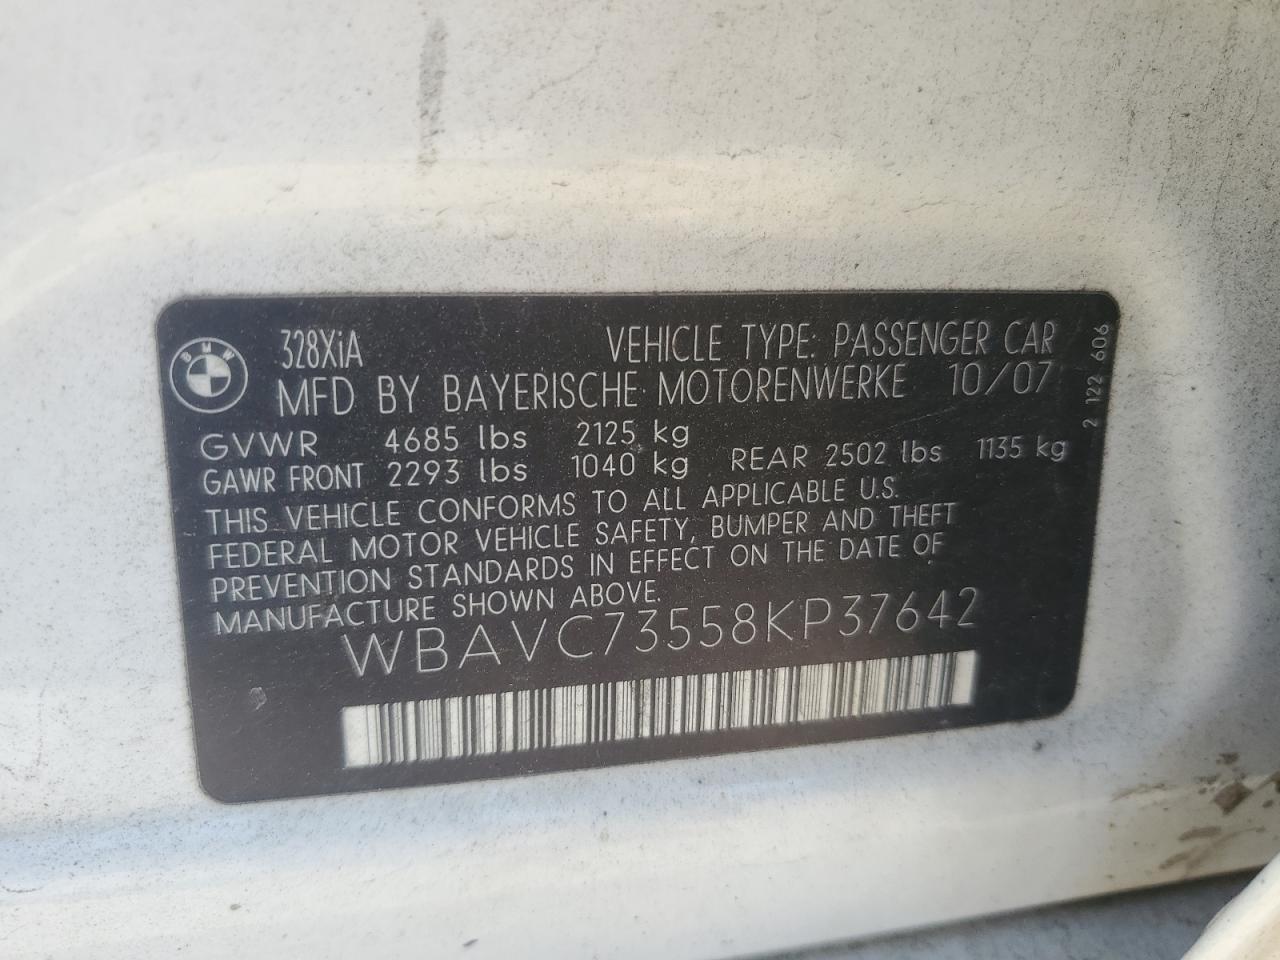 BMW
328XiA VEHICLE TYPE: PASSENGER CAR
MFD BY BAYERISCHE MOTORENWERKE 10/07
GVWR 4685 lbs 2125 kg
GAWR FRONT 2293 lbs 1040 kg REAR 2502 lbs 1135 kg
THIS VEHICLE CONFORMS TO ALL APPLICABLE U.S.
FEDERAL MOTOR VEHICLE SAFETY, BUMPER AND THEFT
PREVENTION STANDARDS IN EFFECT ON THE DATE OF
MANUFACTURE SHOWN ABOVE.
WBAVC73558KP37642
2 122 606